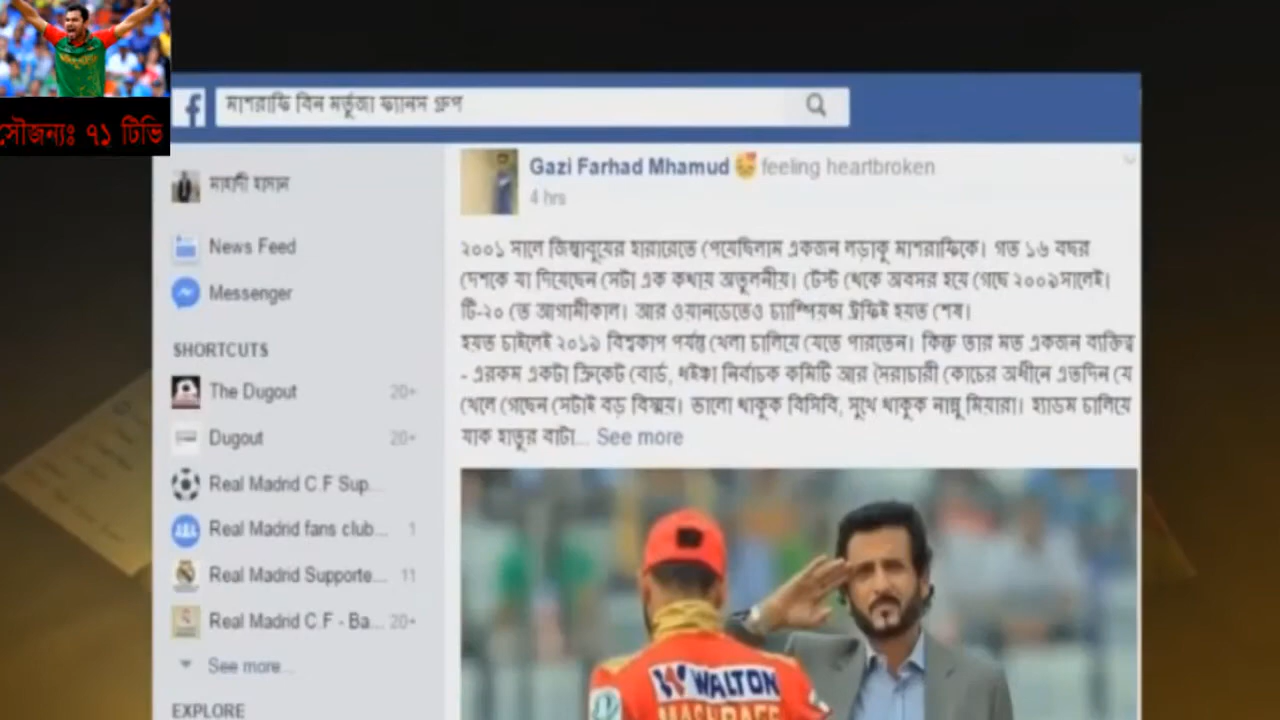 সৌজন্যঃ ৭১ টিভি
মাশরাফি বিন মর্তুজা ফ্যানস গ্রুপ
মাহাদী হাসান
News Feed
Messenger
SHORTCUTS
The Dugout 20+
Dugout 20+
Real Madrid C.F Sup...
Real Madrid fans club... 1
Real Madrid Supporte... 11
Real Madrid C.F - Ba... 20+
See more...
EXPLORE
Gazi Farhad Mhamud feeling heartbroken
4 hrs
২০০১ সালে জিম্বাবুয়ের হারারেতে পেয়েছিলাম একজন লড়াকু মাশরাফিকে। গত ১৬ বছর
দেশকে যা দিয়েছেন সেটা এক কথায় অতুলনীয়। টেস্ট থেকে অবসর হয়ে গেছে ২০০৯সালেই।
টি-২০ তে আগামীকাল। আর ওয়ানডেতেও চ্যাম্পিয়ন্স ট্রফিই হয়ত শেষ।
হয়ত চাইলেই ২০১৯ বিশ্বকাপ পর্যন্ত খেলা চালিয়ে যেতে পারতেন। কিন্তু তার মত একজন ব্যক্তিত্ব
- এরকম একটা ক্রিকেট বোর্ড, ধইঞ্চা নির্বাচক কমিটি আর সৈরাচারী কোচের অধীনে এতদিন যে
খেলে গেছেন সেটাই বড় বিষ্ময়। ভালো থাকুক বিসিবি, সুখে থাকুক নান্নু মিয়ারা। হ্যাডম চালিয়ে
যাক হাতুর বাটা... See more
WALTON
MASHRAFE